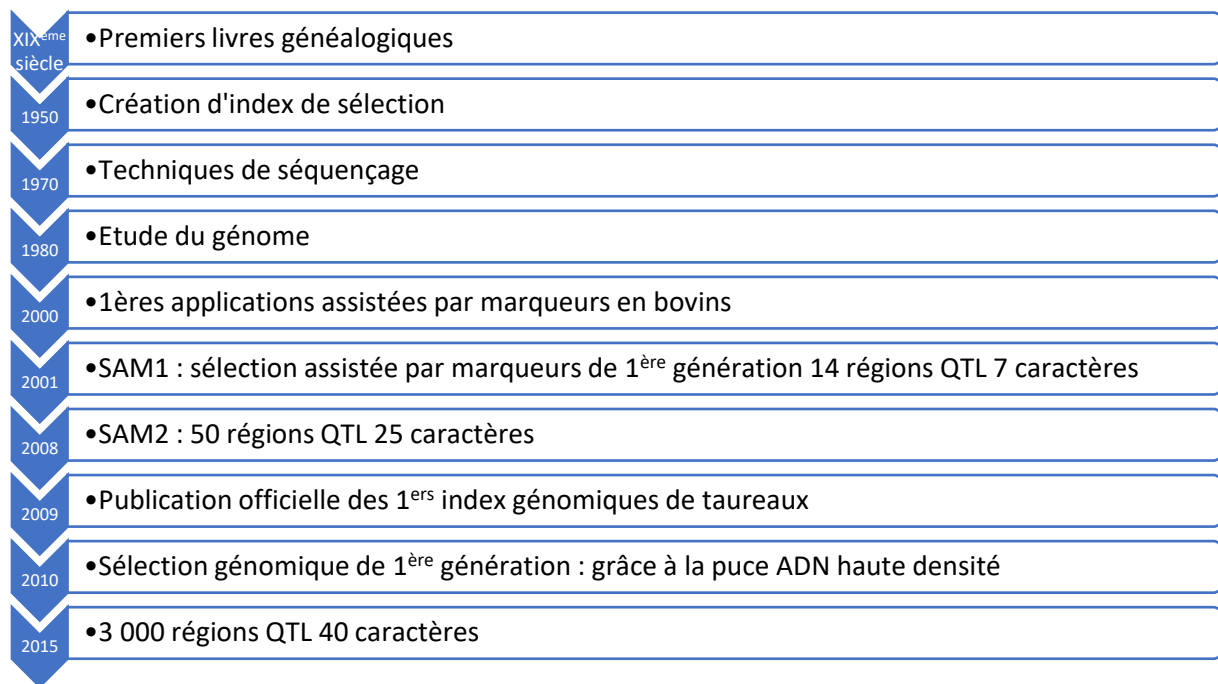 XIXème siècle
•Premiers livres généalogiques
1950
•Création d'index de sélection
1970
•Techniques de séquençage
1980
•Etude du génome
2000
•1ères applications assistées par marqueurs en bovins
2001
•SAM1 : sélection assistée par marqueurs de 1ère génération 14 régions QTL 7 caractères
2008
•SAM2 : 50 régions QTL 25 caractères
2009
•Publication officielle des 1ers index génomiques de taureaux
2010
•Sélection génomique de 1ère génération : grâce à la puce ADN haute densité
2015
•3 000 régions QTL 40 caractères